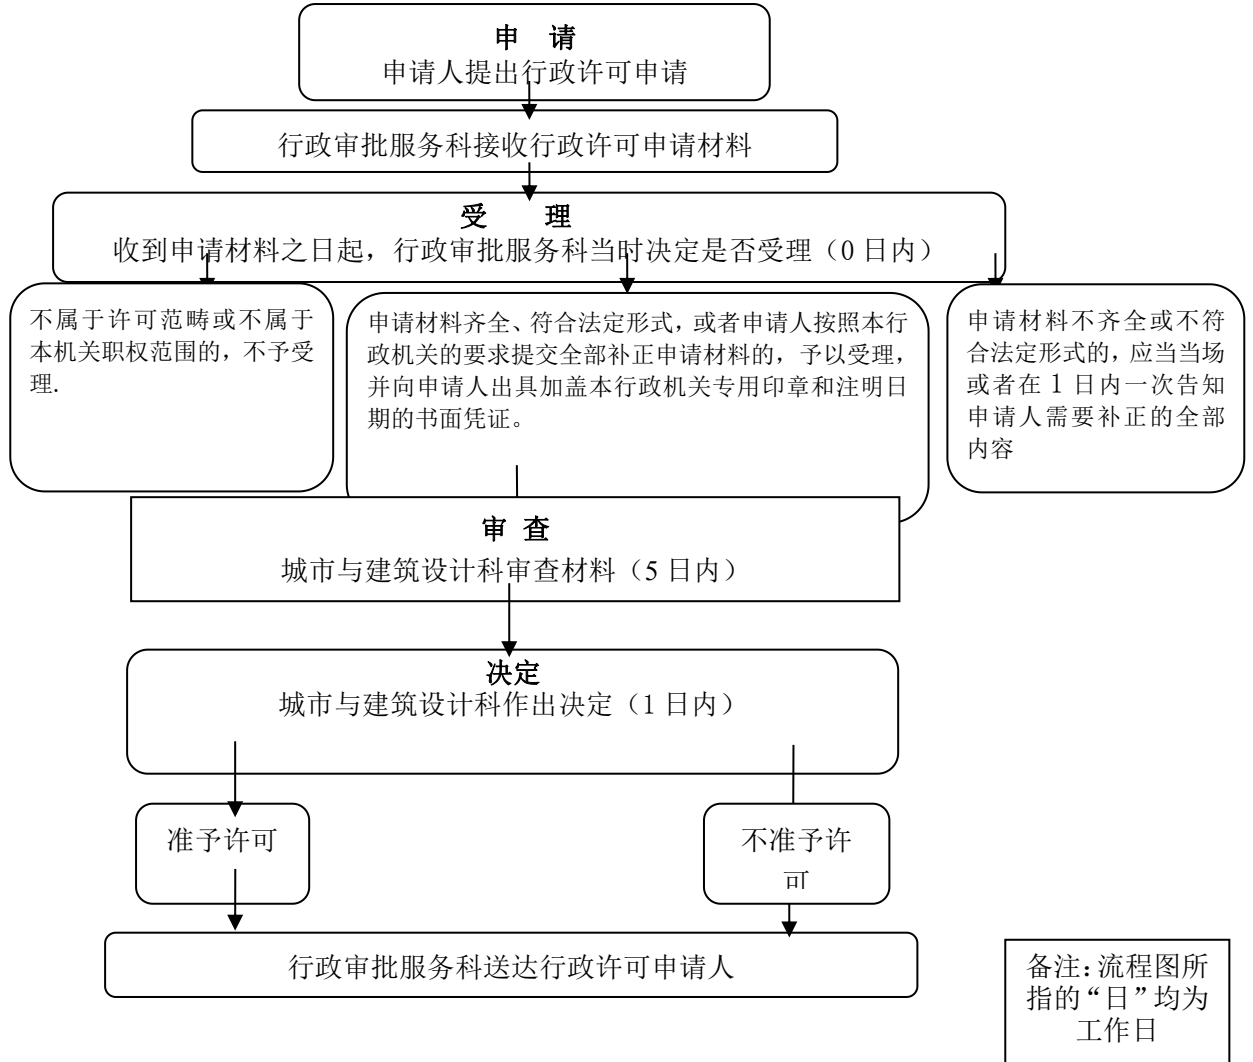 申 请
申请人提出行政许可申请
行政审批服务科接收行政许可申请材料
受 理
收到申请材料之日起，行政审批服务科当时决定是否受理（0 日内）
不属于许可范畴或不属于
本机关职权范围的，不予受
理.
申请材料齐全、符合法定形式，或者申请人按照本行
政机关的要求提交全部补正申请材料的，予以受理，
并向申请人出具加盖本行政机关专用印章和注明日
期的书面凭证。
申请材料不齐全或不符
合法定形式的，应当当场
或者在 1 日内一次告知
申请人需要补正的全部
内容
审 查
城市与建筑设计科审查材料（5 日内）
决定
城市与建筑设计科作出决定（1 日内）
准予许可
不准予许
可
行政审批服务科送达行政许可申请人
备注：流程图所
指的“日”均为
工作日